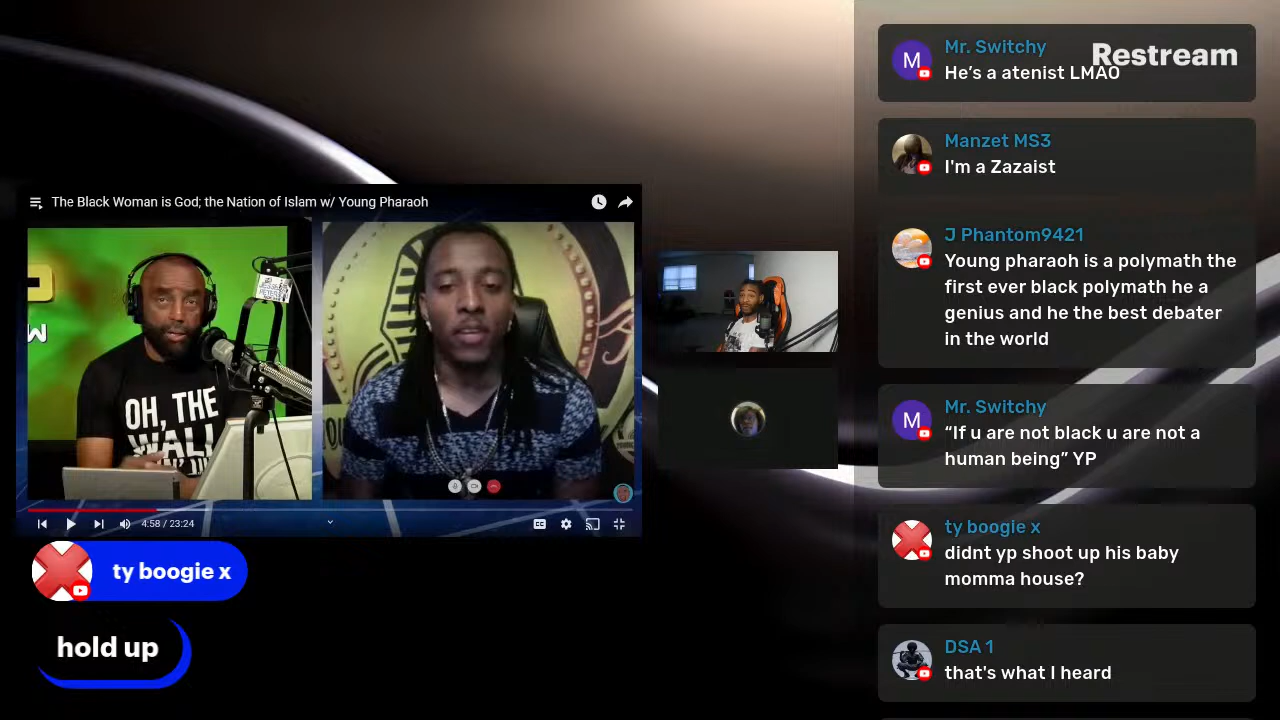 The Black Woman is God; the Nation of Islam w/ Young Pharaoh
OH, THE
WALL
4:58 / 23:24
CC
ty boogie x
hold up
Restream
M
Mr. Switchy
He's a atenist LMAO
Manzet MS3
I'm a Zazaist
J Phantom9421
Young pharaoh is a polymath the
first ever black polymath he a
genius and he the best debater
in the world
M
Mr. Switchy
“If u are not black u are not a
human being” YP
ty boogie x
didnt yp shoot up his baby
momma house?
DSA 1
that's what I heard